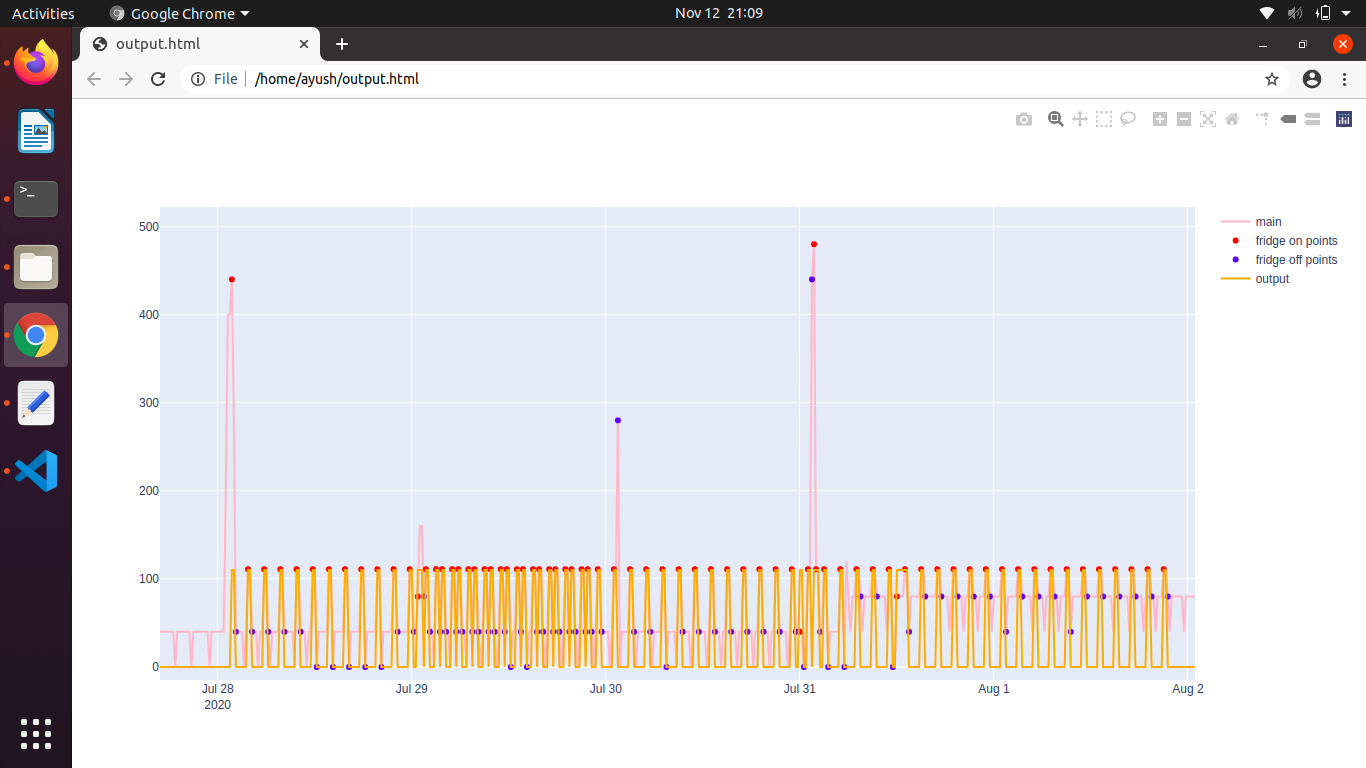 Activities Google Chrome Nov 12 21:09
output.html
File /home/ayush/output.html
main
fridge on points
fridge off points
output
500
400
300
200
100
0
Jul 28 Jul 29 Jul 30 Jul 31 Aug 1 Aug 2
2020